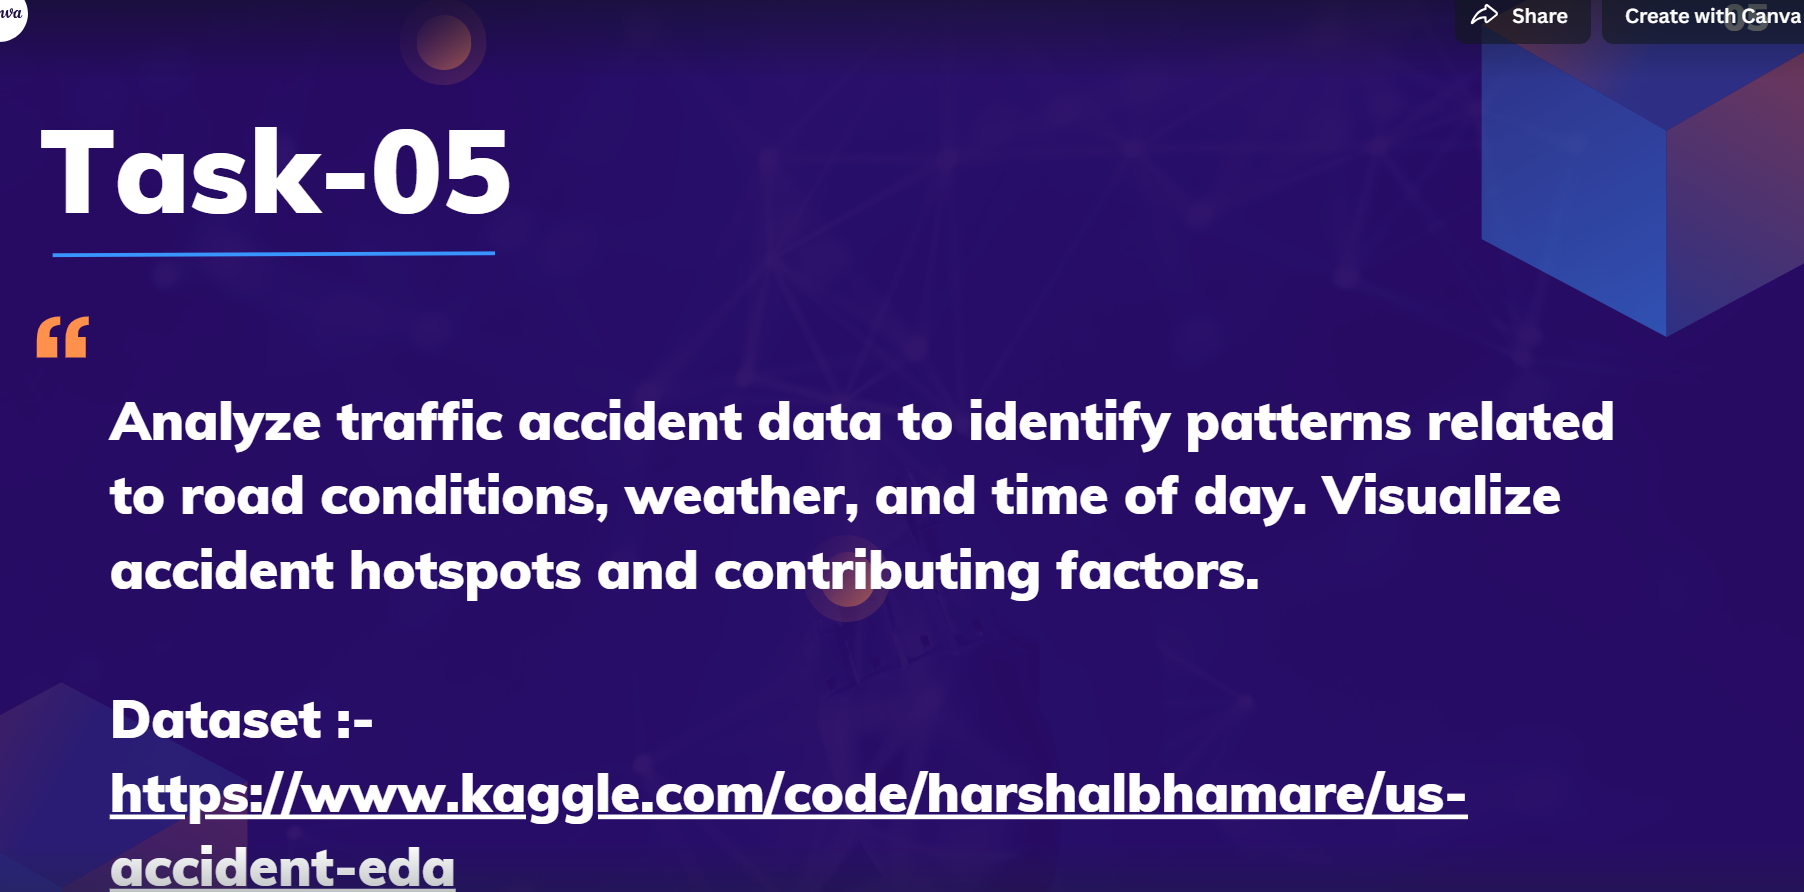 wa
Share
Create with Canva
05
Task-05
“
Analyze traffic accident data to identify patterns related
to road conditions, weather, and time of day. Visualize
accident hotspots and contributing factors.
Dataset :-
https://www.kaggle.com/code/harshalbhamare/us-
accident-eda